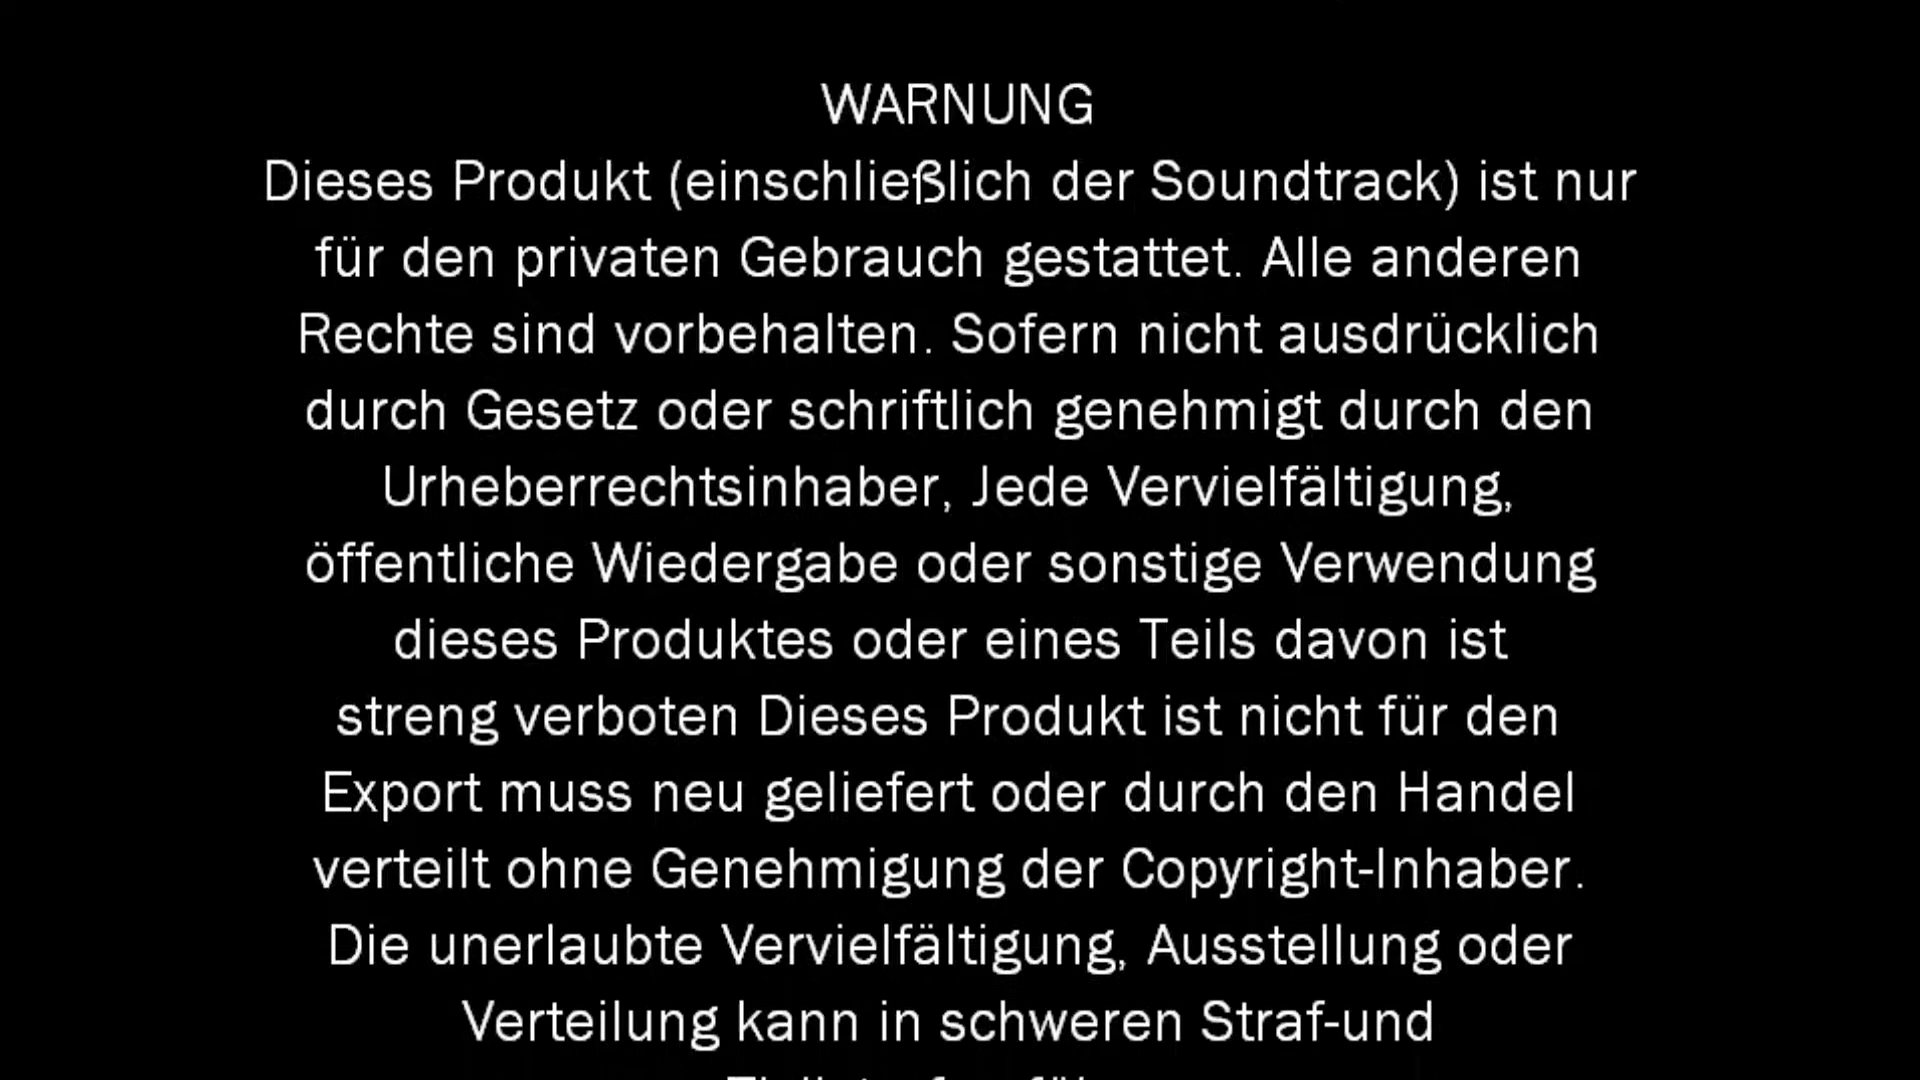 WARNUNG
Dieses Produkt (einschließlich der Soundtrack) ist nur
für den privaten Gebrauch gestattet. Alle anderen
Rechte sind vorbehalten. Sofern nicht ausdrücklich
durch Gesetz oder schriftlich genehmigt durch den
Urheberrechtsinhaber, Jede Vervielfältigung,
öffentliche Wiedergabe oder sonstige Verwendung
dieses Produktes oder eines Teils davon ist
streng verboten Dieses Produkt ist nicht für den
Export muss neu geliefert oder durch den Handel
verteilt ohne Genehmigung der Copyright-Inhaber.
Die unerlaubte Vervielfältigung, Ausstellung oder
Verteilung kann in schweren Straf-und